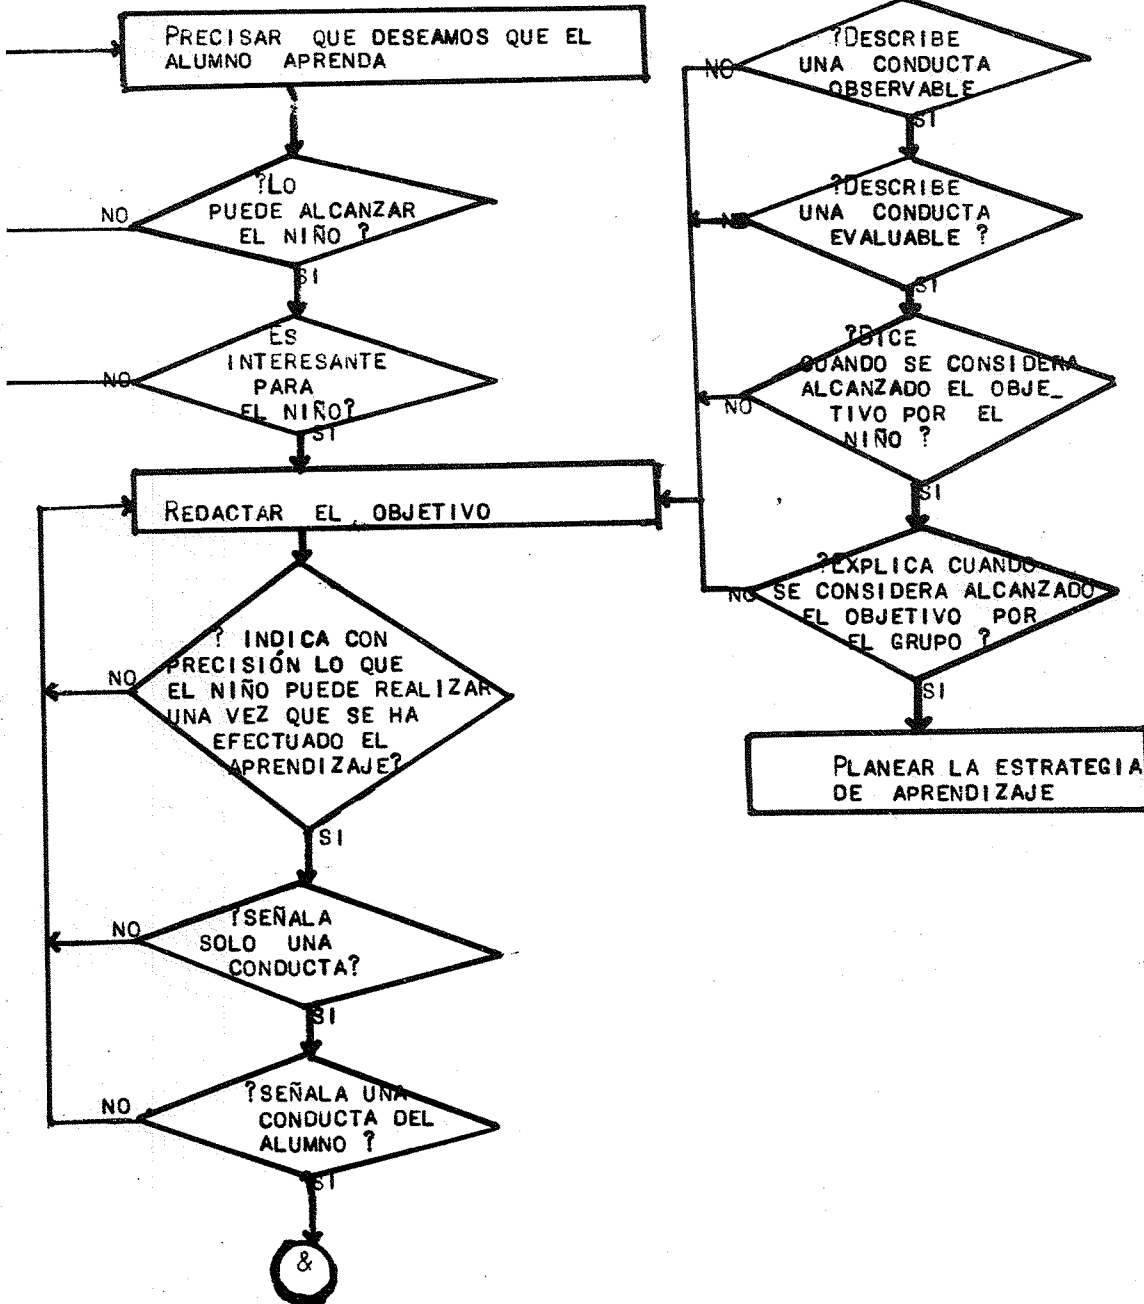 PRECISAR QUE DESEAMOS QUE EL
ALUMNO APRENDA
?LO
PUEDE ALCANZAR
EL NIÑO ?
NO
SI
ES
INTERESANTE
PARA
EL NIÑO?
NO
SI
REDACTAR EL OBJETIVO
? INDICA CON
PRECISIÓN LO QUE
EL NIÑO PUEDE REALIZAR
UNA VEZ QUE SE HA
EFECTUADO EL
APRENDIZAJE?
NO
SI
?SEÑALA
SOLO UNA
CONDUCTA?
NO
SI
?SEÑALA UNA
CONDUCTA DEL
ALUMNO ?
NO
SI
&
?DESCRIBE
UNA CONDUCTA
OBSERVABLE
NO
SI
?DESCRIBE
UNA CONDUCTA
EVALUABLE ?
NO
SI
?DICE
CUANDO SE CONSIDERA
ALCANZADO EL OBJE_
TIVO POR EL
NIÑO ?
NO
SI
?EXPLICA CUANDO
SE CONSIDERA ALCANZADO
EL OBJETIVO POR
EL GRUPO ?
NO
SI
PLANEAR LA ESTRATEGIA
DE APRENDIZAJE